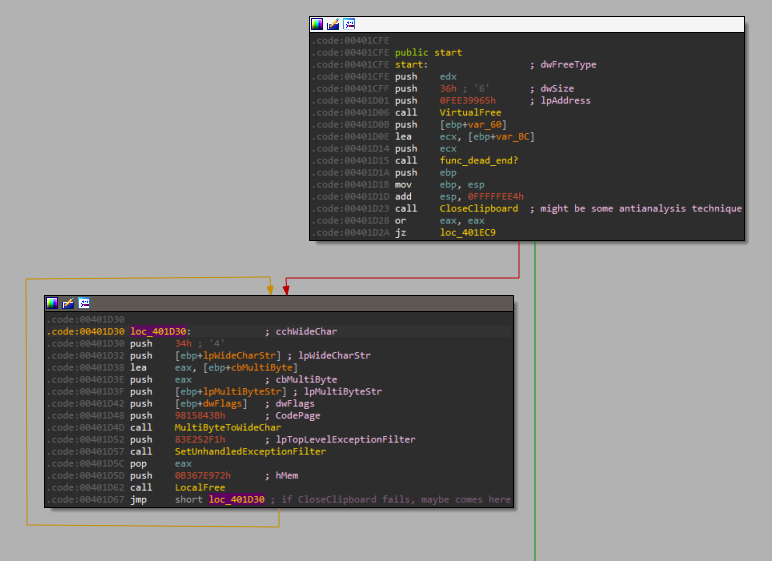 .code:00401CFE
.code:00401CFE public start
.code:00401CFE start: ; dwFreeType
.code:00401CFE push edx
.code:00401CFF push 36h ; '6' ; dwSize
.code:00401D01 push 0FEE39965h ; lpAddress
.code:00401D06 call VirtualFree
.code:00401D0B push [ebp+var_60]
.code:00401D0E lea ecx, [ebp+var_BC]
.code:00401D14 push ecx
.code:00401D15 call func_dead_end?
.code:00401D1A push ebp
.code:00401D1B mov ebp, esp
.code:00401D1D add esp, 0FFFFFEE4h
.code:00401D23 call CloseClipboard ; might be some antianalysis technique
.code:00401D28 or eax, eax
.code:00401D2A jz loc_401EC9
.code:00401D30
.code:00401D30 loc_401D30: ; cchWideChar
.code:00401D30 push 34h ; '4'
.code:00401D32 push [ebp+lpWideCharStr] ; lpWideCharStr
.code:00401D38 lea eax, [ebp+cbMultiByte]
.code:00401D3E push eax ; cbMultiByte
.code:00401D3F push [ebp+lpMultiByteStr] ; lpMultiByteStr
.code:00401D42 push [ebp+dwFlags] ; dwFlags
.code:00401D48 push 9815843Bh ; CodePage
.code:00401D4D call MultiByteToWideChar
.code:00401D52 push 83E252F1h ; lpTopLevelExceptionFilter
.code:00401D57 call SetUnhandledExceptionFilter
.code:00401D5C pop eax
.code:00401D5D push 0B367E972h ; hMem
.code:00401D62 call LocalFree
.code:00401D67 jmp short loc_401D30 ; if CloseClipboard fails, maybe comes here